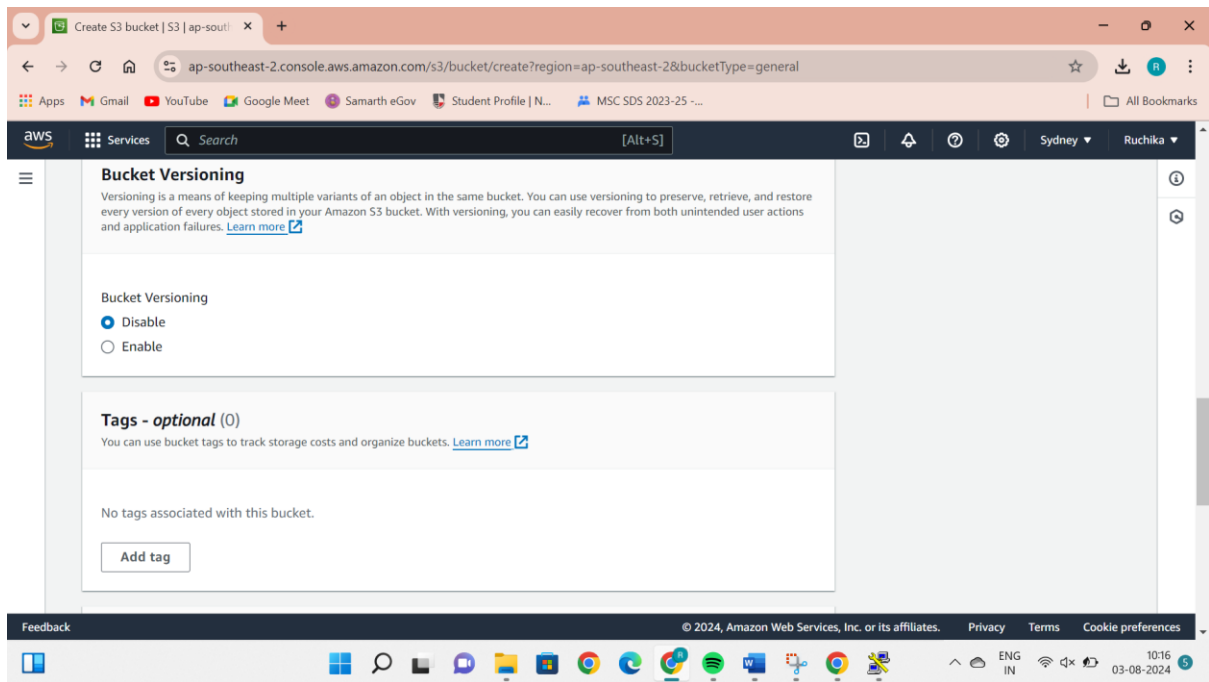 Create S3 bucket | S3 | ap-south
ap-southeast-2.console.aws.amazon.com/s3/bucket/create?region=ap-southeast-2&bucketType=general
R
Apps Gmail YouTube Google Meet Samarth eGov Student Profile | N... MSC SDS 2023-25 -... All Bookmarks
aws Services Search [Alt+S] Sydney ▼ Ruchika ▼
Bucket Versioning
Versioning is a means of keeping multiple variants of an object in the same bucket. You can use versioning to preserve, retrieve, and restore
every version of every object stored in your Amazon S3 bucket. With versioning, you can easily recover from both unintended user actions
and application failures. Learn more
Bucket Versioning
Disable
Enable
Tags - optional (0)
You can use bucket tags to track storage costs and organize buckets. Learn more
No tags associated with this bucket.
Add tag
Feedback © 2024, Amazon Web Services, Inc. or its affiliates. Privacy Terms Cookie preferences
ENG 10:16
IN 03-08-2024 5